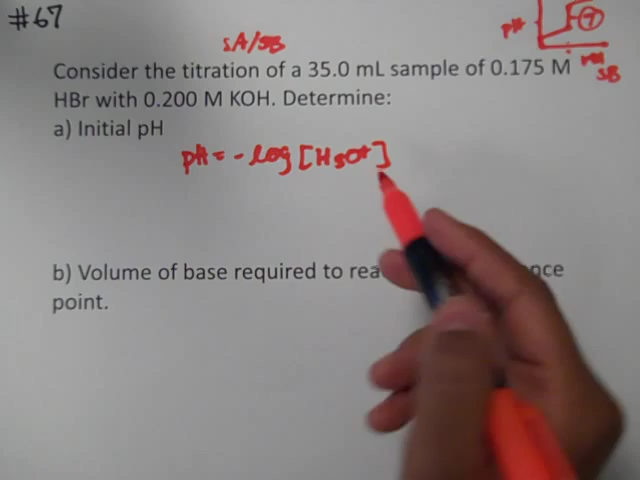 #67
SA/SB
pH
7
SB
Consider the titration of a 35.0 mL sample of 0.175 M
HBr with 0.200 M KOH. Determine:
a) Initial pH
pH = -log [H3O+]
b) Volume of base required to rea nce
point.